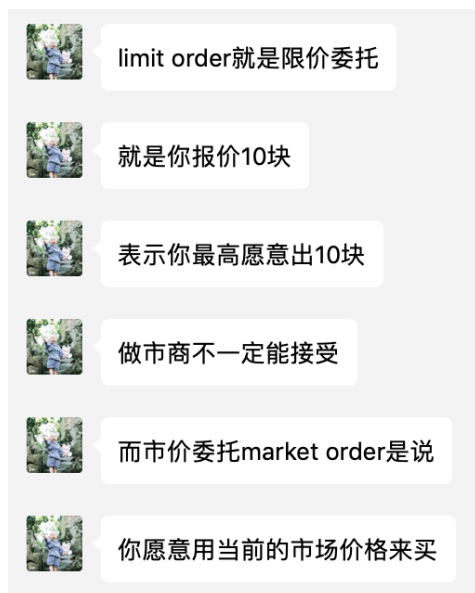 limit order就是限价委托
就是你报价10块
表示你最高愿意出10块
做市商不一定能接受
而市价委托market order是说
你愿意用当前的市场价格来买